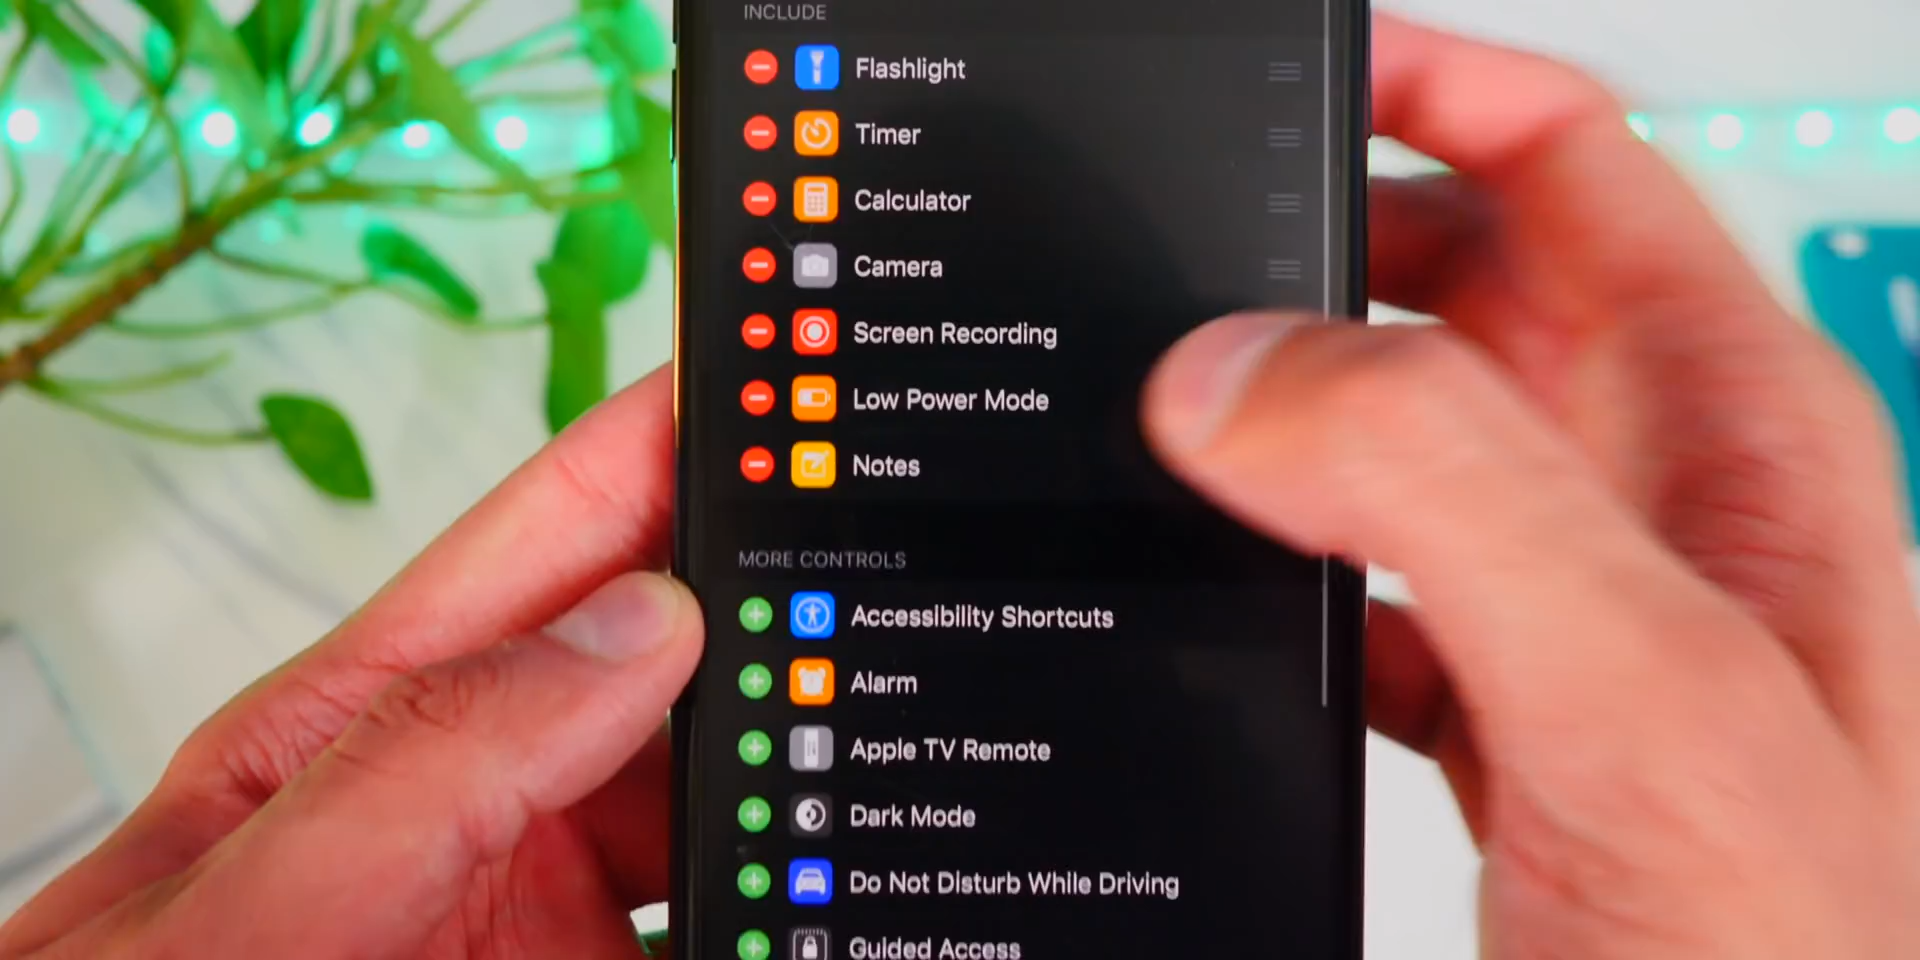 INCLUDE
Flashlight
Timer
Calculator
Camera
Screen Recording
Low Power Mode
Notes
MORE CONTROLS
Accessibility Shortcuts
Alarm
Apple TV Remote
Dark Mode
Do Not Disturb While Driving
Guided Access